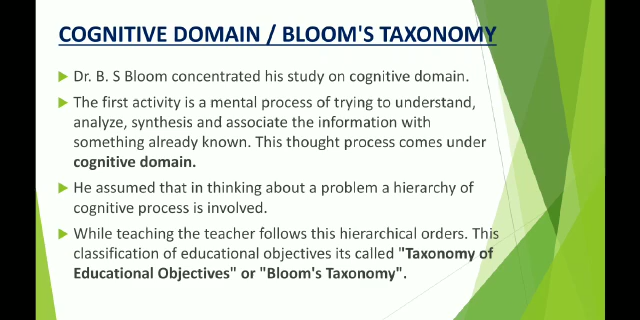 COGNITIVE DOMAIN / BLOOM'S TAXONOMY
Dr. B. S Bloom concentrated his study on cognitive domain.
The first activity is a mental process of trying to understand,
analyze, synthesis and associate the information with
something already known. This thought process comes under
cognitive domain.
He assumed that in thinking about a problem a hierarchy of
cognitive process is involved.
While teaching the teacher follows this hierarchical orders. This
classification of educational objectives its called "Taxonomy of
Educational Objectives" or "Bloom's Taxonomy".